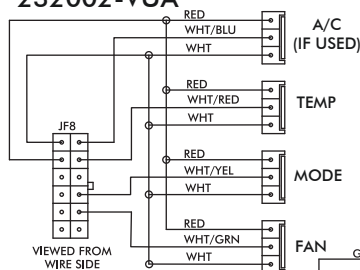 232002-VUA
RED
WHT/BLU
WHT
A/C
(IF USED)
RED
WHT/RED
WHT
TEMP
JF8
RED
WHT/YEL
WHT
MODE
RED
WHT/GRN
WHT
FAN
VIEWED FROM
WIRE SIDE
G